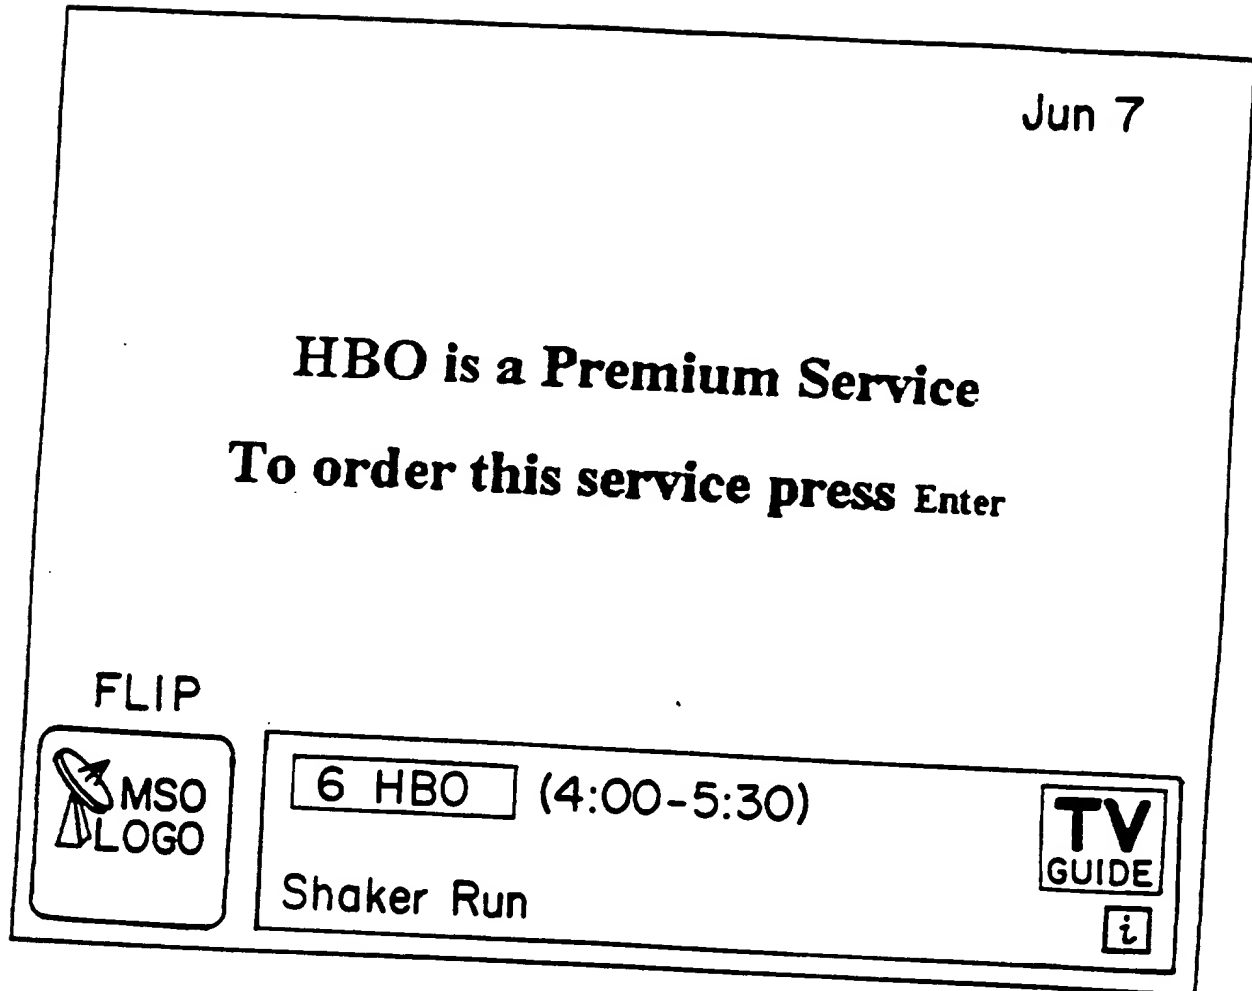 Jun 7
HBO is a Premium Service
To order this service press Enter
FLIP
MSO
LOGO
6 HBO (4:00-5:30)
Shaker Run
TV
GUIDE
i